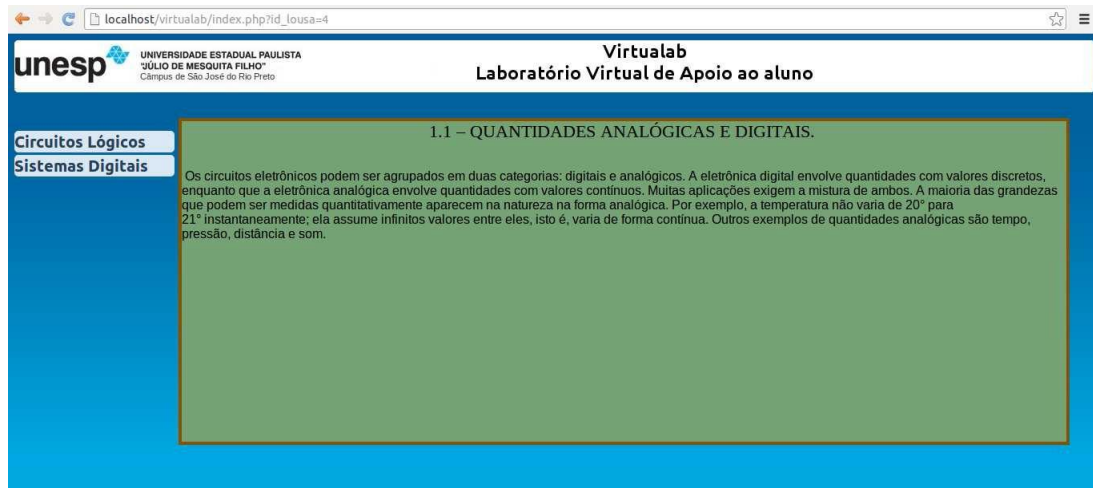 localhost/virtualab/index.php?id_lousa=4
unesp
UNIVERSIDADE ESTADUAL PAULISTA
"JÚLIO DE MESQUITA FILHO"
Câmpus de São José do Rio Preto
Virtualab
Laboratório Virtual de Apoio ao aluno
Circuitos Lógicos
Sistemas Digitais
1.1 – QUANTIDADES ANALÓGICAS E DIGITAIS.
Os circuitos eletrônicos podem ser agrupados em duas categorias: digitais e analógicos. A eletrônica digital envolve quantidades com valores discretos,
enquanto que a eletrônica analógica envolve quantidades com valores contínuos. Muitas aplicações exigem a mistura de ambos. A maioria das grandezas
que podem ser medidas quantitativamente aparecem na natureza na forma analógica. Por exemplo, a temperatura não varia de 20° para
21° instantaneamente; ela assume infinitos valores entre eles, isto é, varia de forma contínua. Outros exemplos de quantidades analógicas são tempo,
pressão, distância e som.